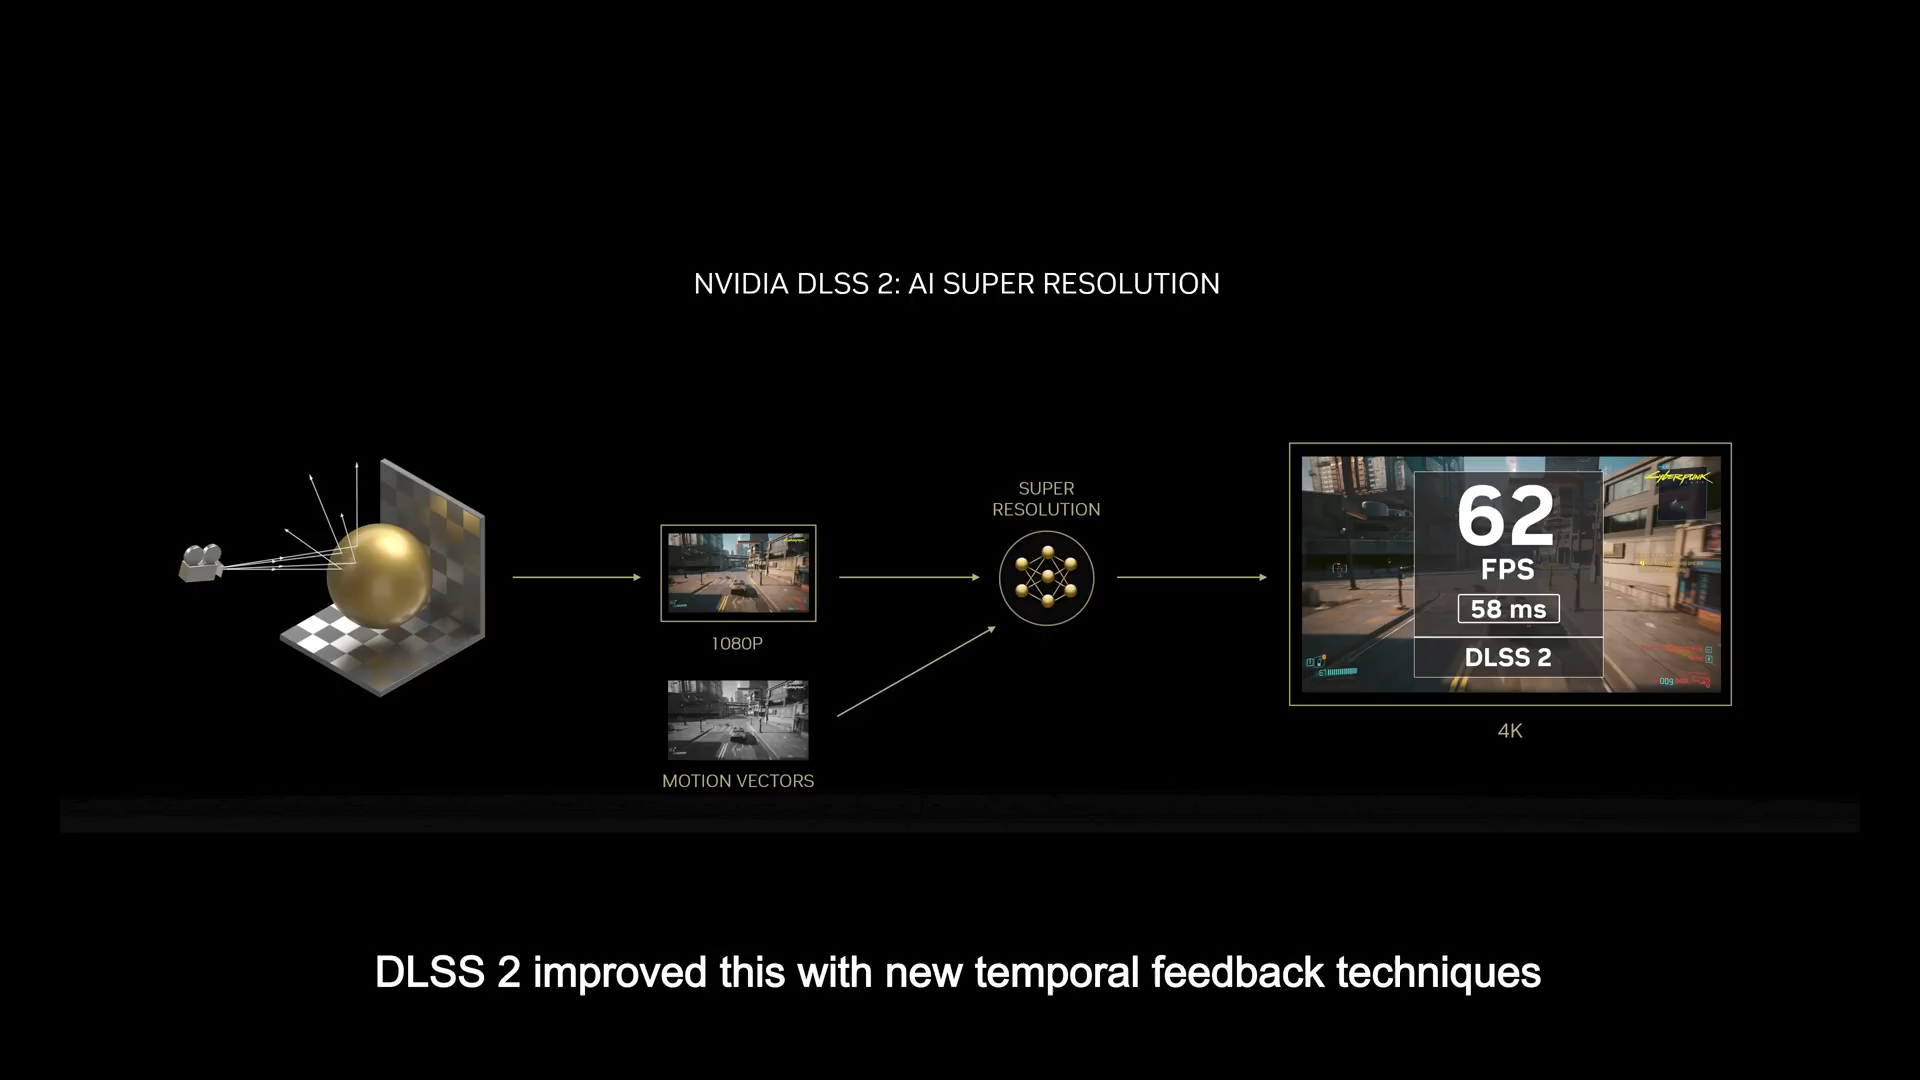 NVIDIA DLSS 2: AI SUPER RESOLUTION
SUPER
RESOLUTION
1080P
MOTION VECTORS
CYBERPUNK
62
FPS
58 ms
DLSS 2
4K
DLSS 2 improved this with new temporal feedback techniques